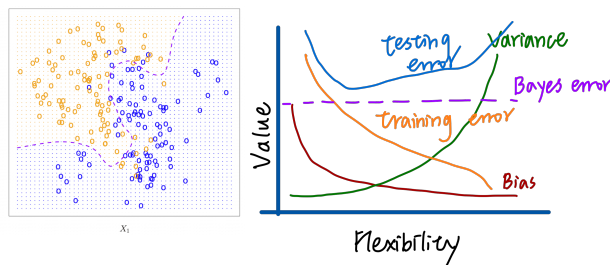 X₁
testing
error
Variance
Bayes error
training error
Bias
Value
Flexibility